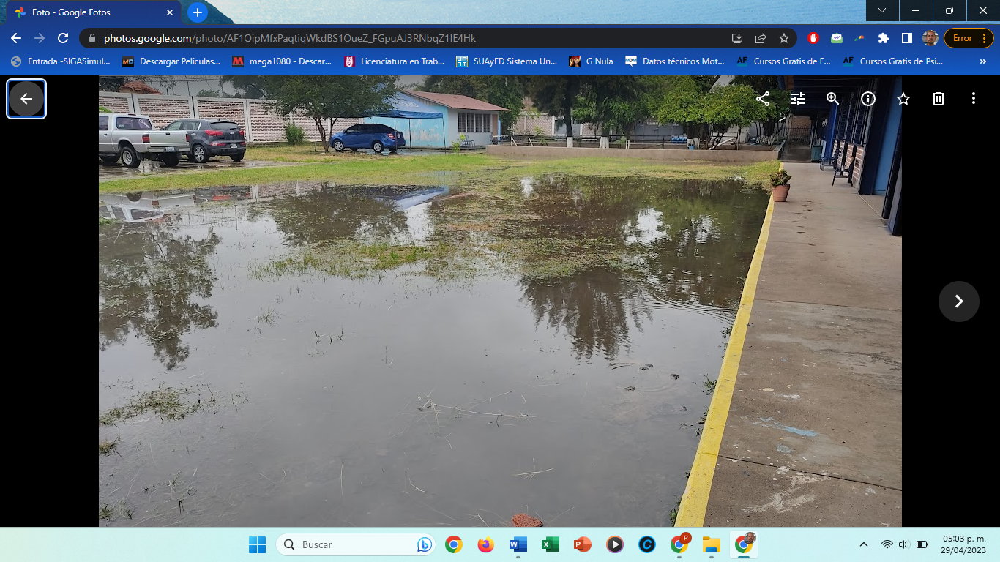 Foto - Google Fotos
photos.google.com/photo/AF1QipMfxPaqtiqWkdBS1OueZ_FGpuAJ3RNbqZ1lE4Hk
Error
Entrada -SIGASimul...
Descargar Peliculas...
mega1080 - Descar...
Licenciatura en Trab...
SUAyED Sistema Un...
G Nula
Datos técnicos Mot...
Cursos Gratis de E...
Cursos Gratis de Psi...
Buscar
05:03 p. m.
29/04/2023